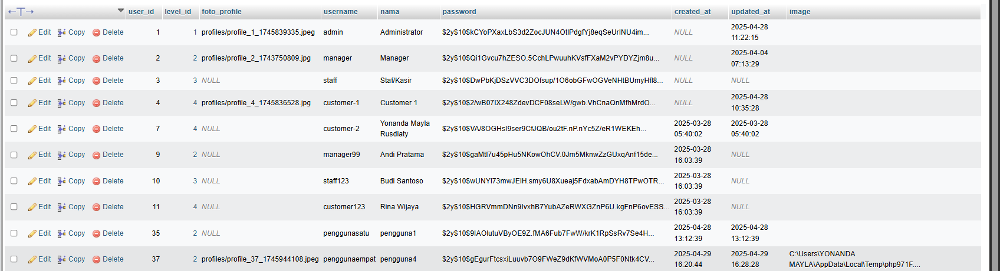 ←T→ user_id level_id foto_profile username nama password created_at updated_at image
Edit Copy Delete 1 1 profiles/profile_1_1745839335.jpeg admin Administrator $2y$10$kCYoPXaxLbS3d2ZocJUN4OtlPdgfYj8eqSeUrINU4im... NULL 2025-04-28
11:22:15
Edit Copy Delete 2 2 profiles/profile_2_1743750809.jpg manager Manager $2y$10$Qi1Gvcu7hZESO.5CchLPwuuhKVsfFXaM2vPYDYZjm8u... NULL 2025-04-04
07:13:29
Edit Copy Delete 3 3 NULL staff Staf/Kasir $2y$10$DwPbKjDSzVVC3DOfsup/1O6obGFwOGVeNHtBUmyHfI8... NULL NULL
Edit Copy Delete 4 4 profiles/profile_4_1745836528.jpg customer-1 Customer 1 $2y$10$2/wB07IX248ZdevDCF08seLW/gwb.VhCnaQnMfhMrdO... NULL 2025-04-28
10:35:28
Edit Copy Delete 7 4 NULL customer-2 Yonanda Mayla
Rusdiaty $2y$10$VA/8OGHsI9ser9CfJQB/ou2tF.nP.nYc5Z/eR1WEKEh... 2025-03-28
05:40:02 2025-03-28
05:40:02
Edit Copy Delete 9 2 NULL manager99 Andi Pratama $2y$10$gaMtl7u45pHu5NKowOhCV.0Jm5MknwZzGUxqAnf15de... 2025-03-28
16:03:39 NULL
Edit Copy Delete 10 3 NULL staff123 Budi Santoso $2y$10$wUNYI73mwJEIH.smy6U8Xueaj5FdxabAmDYH8TPwOTR... 2025-03-28
16:03:39 NULL
Edit Copy Delete 11 4 NULL customer123 Rina Wijaya $2y$10$HGRVmmDNn9IvxhB7YubAZeRWXGZnP6U.kgFnP6ovESS... 2025-03-28
16:03:39 NULL
Edit Copy Delete 35 2 NULL penggunasatu pengguna1 $2y$10$9IAOlutuVByOE9Z.fMA6Fub7FwW/krK1RpSsRv7Se4H... 2025-04-28
13:12:39 2025-04-28
13:12:39
Edit Copy Delete 37 2 profiles/profile_37_1745944108.jpeg penggunaempat pengguna4 $2y$10$gEgurFtcsxiLuuvb7O9FWeZ9dKfWVMoA0P5F0Ntk4CV... 2025-04-29
16:20:44 2025-04-29
16:28:28 C:\Users\YONANDA
MAYLA\AppData\Local\Temp\php971F....